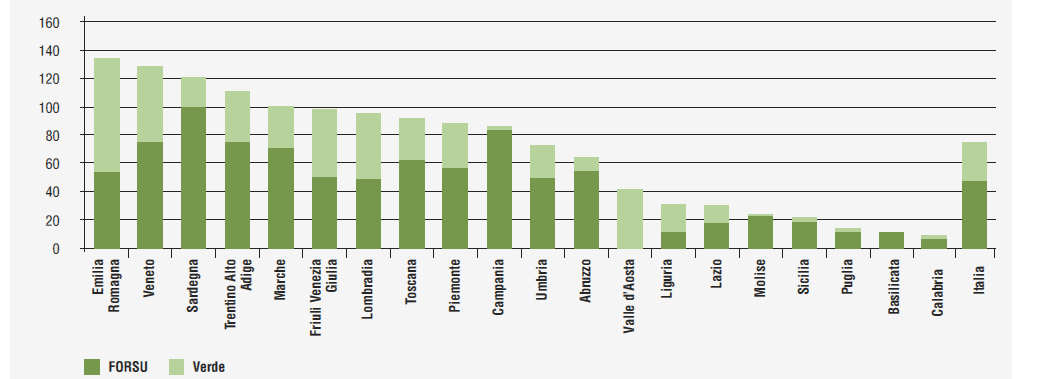 160
140
120
100
80
60
40
20
0
Emilia
Romagna
Veneto
Sardegna
Trentino Alto
Adige
Marche
Friuli Venezia
Giulia
Lombrandia
Toscana
Piemonte
Campania
Umbria
Abruzzo
Valle d'Aosta
Liguria
Lazio
Molise
Sicilia
Puglia
Basilicata
Calabria
Italia
FORSU
Verde